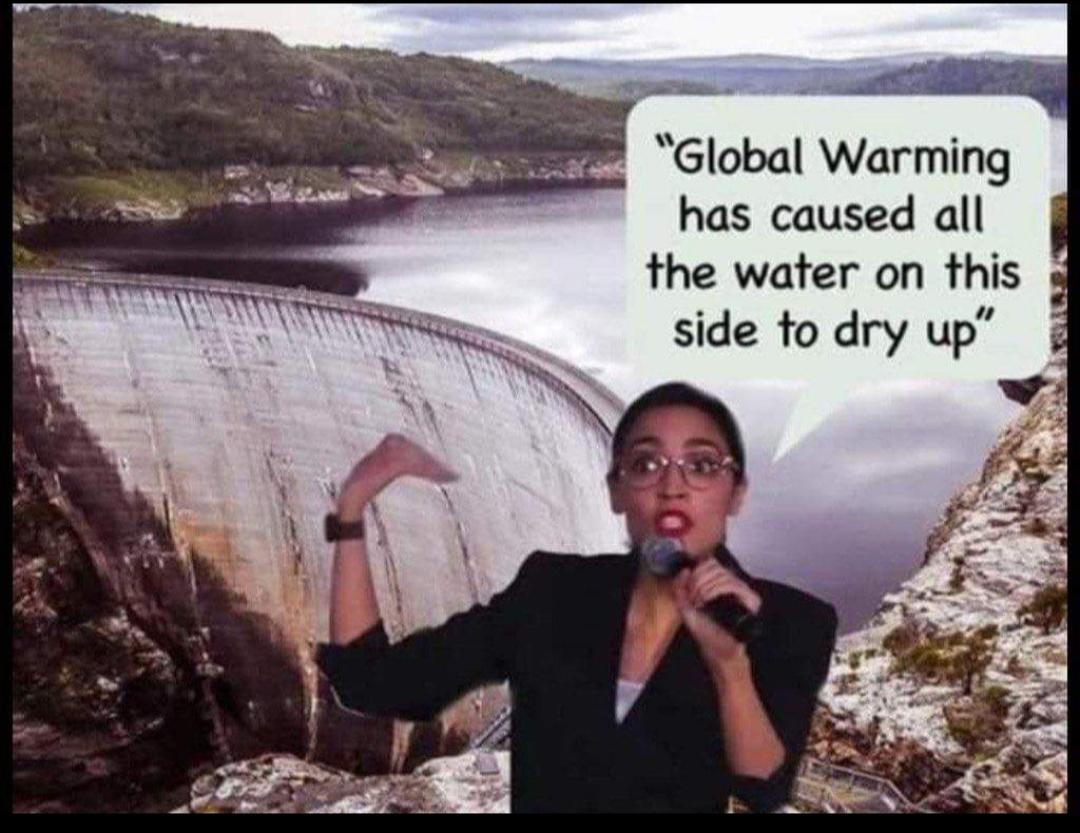 “Global Warming
has caused all
the water on this
side to dry up”